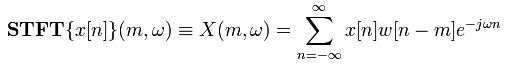 STFT{x[n]}(m, ω) ≡ X(m, ω) = ∑_{n=-∞}^{∞} x[n]w[n − m]e^{−jωn}